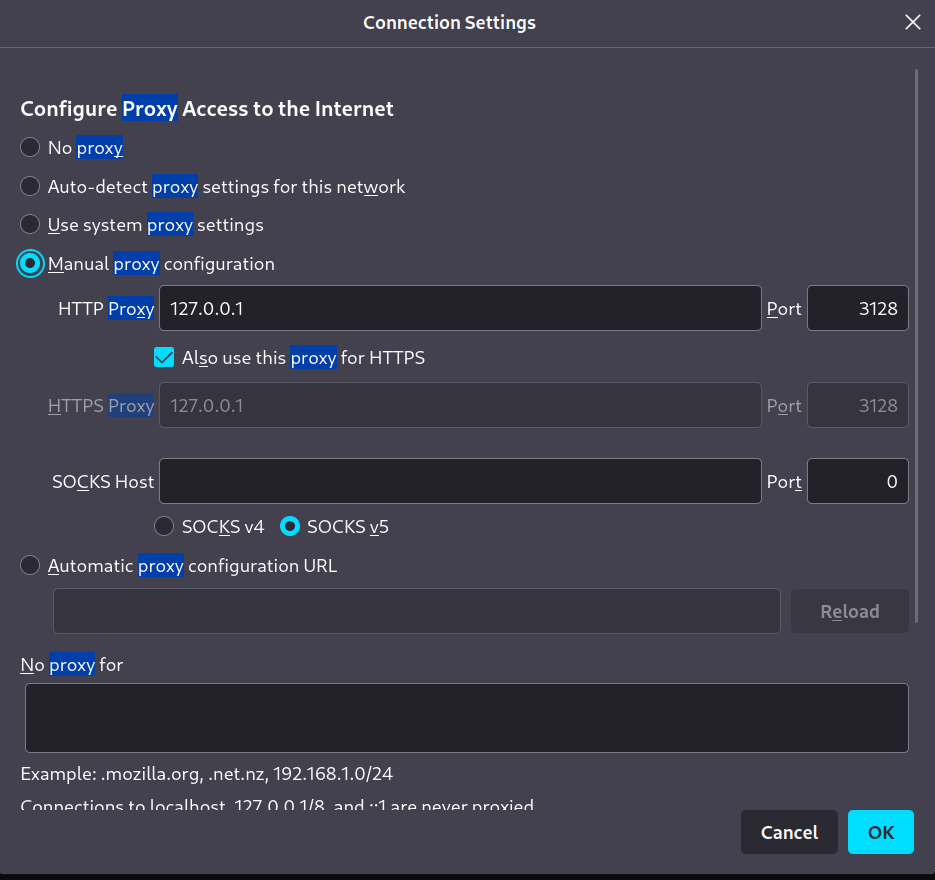 Connection Settings
Configure Proxy Access to the Internet
No proxy
Auto-detect proxy settings for this network
Use system proxy settings
Manual proxy configuration
HTTP Proxy 127.0.0.1 Port 3128
Also use this proxy for HTTPS
HTTPS Proxy 127.0.0.1 Port 3128
SOCKS Host Port 0
SOCKS v4 SOCKS v5
Automatic proxy configuration URL
Reload
No proxy for
Example: .mozilla.org, .net.nz, 192.168.1.0/24
Connections to localhost, 127.0.0.1/8, and ::1 are never proxied
Cancel OK